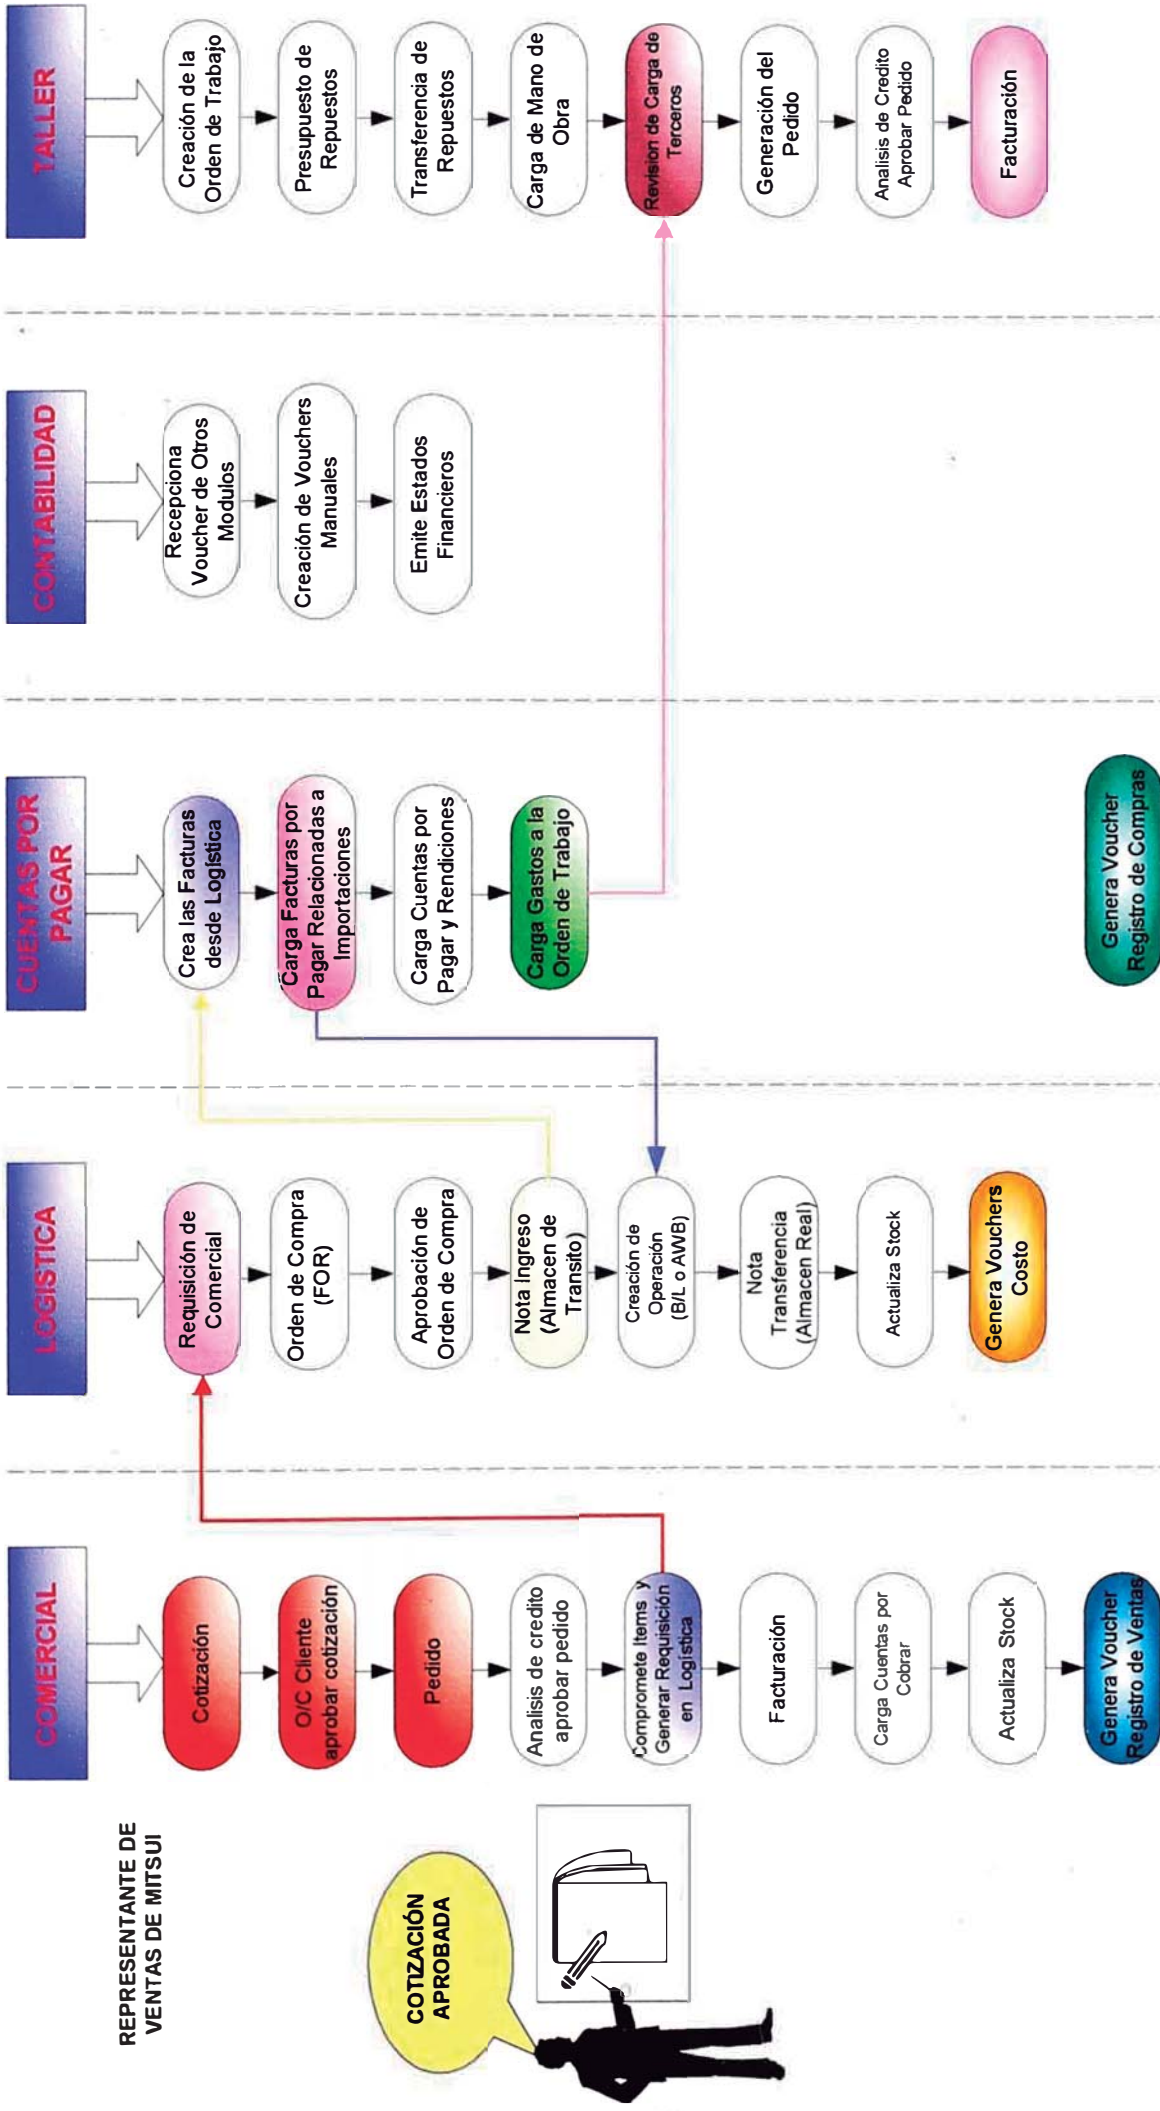 REPRESENTANTE DE
VENTAS DE MITSUI
COTIZACIÓN
APROBADA
COMERCIAL
Cotización
O/C Cliente
aprobar cotización
Pedido
Analisis de credito
aprobar pedido
Compromete Items y
Generar Requisición
en Logística
Facturación
Carga Cuentas por
Cobrar
Actualiza Stock
Genera Voucher
Registro de Ventas
LOGISTICA
Requisición de
Comercial
Orden de Compra
(FOR)
Aprobación de
Orden de Compra
Nota Ingreso
(Almacen de
Transito)
Creación de
Operación
(B/L o AWB)
Nota
Transferencia
(Almacen Real)
Actualiza Stock
Genera Vouchers
Costo
CUENTAS POR
PAGAR
Crea las Facturas
desde Logística
Carga Facturas por
Pagar Relacionadas a
Importaciones
Carga Cuentas por
Pagar y Rendiciones
Carga Gastos a la
Orden de Trabajo
Genera Voucher
Registro de Compras
CONTABILIDAD
Recepciona
Voucher de Otros
Modulos
Creación de Vouchers
Manuales
Emite Estados
Financieros
TALLER
Creación de la
Orden de Trabajo
Presupuesto de
Repuestos
Transferencia de
Repuestos
Carga de Mano de
Obra
Revision de Carga de
Terceros
Generación del
Pedido
Analisis de Credito
Aprobar Pedido
Facturación